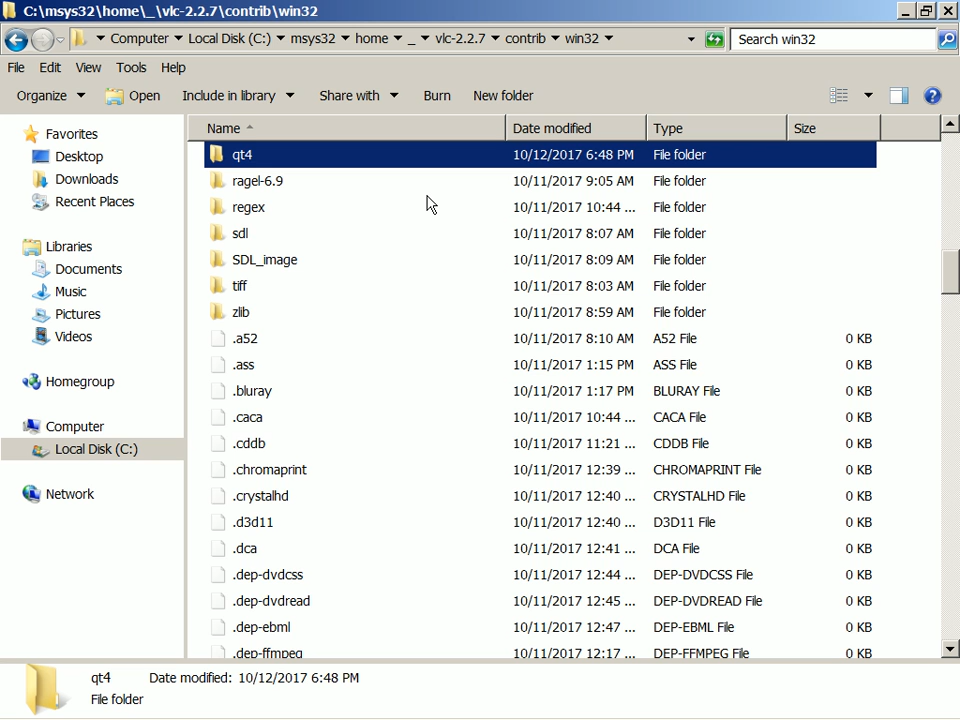 C:\msys32\home\_\vlc-2.2.7\contrib\win32
Computer Local Disk (C:) msys32 home _ vlc-2.2.7 contrib win32 Search win32
File Edit View Tools Help
Organize Open Include in library Share with Burn New folder
Favorites
Desktop
Downloads
Recent Places
Libraries
Documents
Music
Pictures
Videos
Homegroup
Computer
Local Disk (C:)
Network
Name Date modified Type Size
qt4 10/12/2017 6:48 PM File folder
ragel-6.9 10/11/2017 9:05 AM File folder
regex 10/11/2017 10:44 ... File folder
sdl 10/11/2017 8:07 AM File folder
SDL_image 10/11/2017 8:09 AM File folder
tiff 10/11/2017 8:03 AM File folder
zlib 10/11/2017 8:59 AM File folder
.a52 10/11/2017 8:10 AM A52 File 0 KB
.ass 10/11/2017 1:15 PM ASS File 0 KB
.bluray 10/11/2017 1:17 PM BLURAY File 0 KB
.caca 10/11/2017 10:44 ... CACA File 0 KB
.cddb 10/11/2017 11:21 ... CDDB File 0 KB
.chromaprint 10/11/2017 12:39 ... CHROMAPRINT File 0 KB
.crystalhd 10/11/2017 12:40 ... CRYSTALHD File 0 KB
.d3d11 10/11/2017 12:40 ... D3D11 File 0 KB
.dca 10/11/2017 12:41 ... DCA File 0 KB
.dep-dvdcss 10/11/2017 12:44 ... DEP-DVDCSS File 0 KB
.dep-dvdread 10/11/2017 12:45 ... DEP-DVDREAD File 0 KB
.dep-ebml 10/11/2017 12:47 ... DEP-EBML File 0 KB
.dep-ffmpeg 10/11/2017 12:17 ... DEP-FFMPEG File 0 KB
qt4 Date modified: 10/12/2017 6:48 PM
File folder